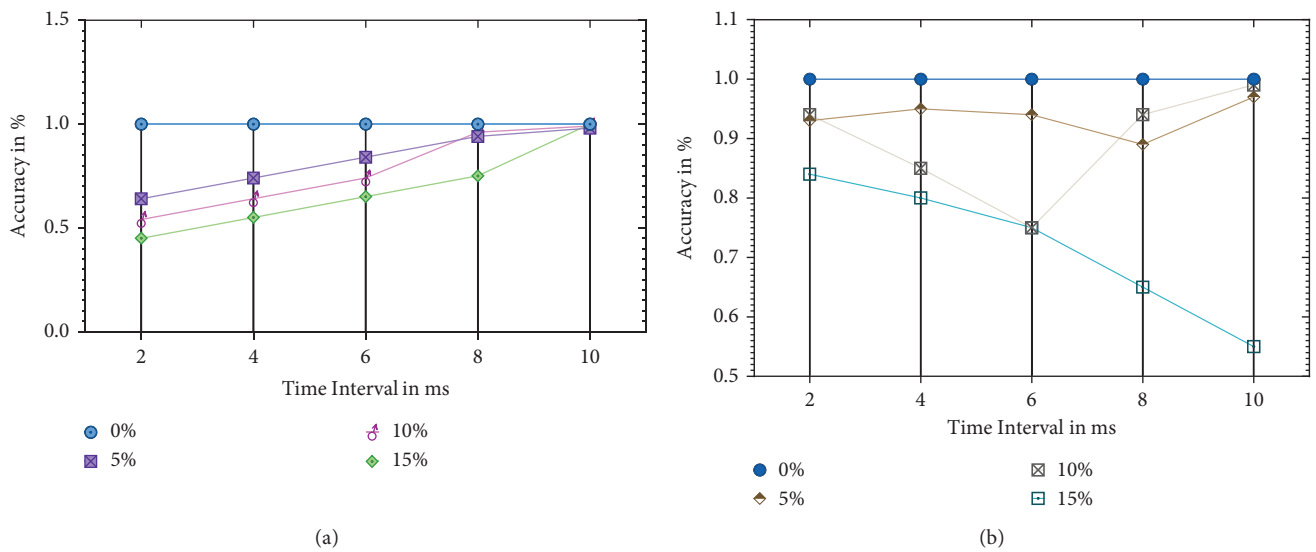 1.5
1.0
0.5
0.0
Accuracy in %
2 4 6 8 10
Time Interval in ms
0% 10%
5% 15%
(a)
1.1
1.0
0.9
0.8
0.7
0.6
0.5
Accuracy in %
2 4 6 8 10
Time Interval in ms
0% 10%
5% 15%
(b)